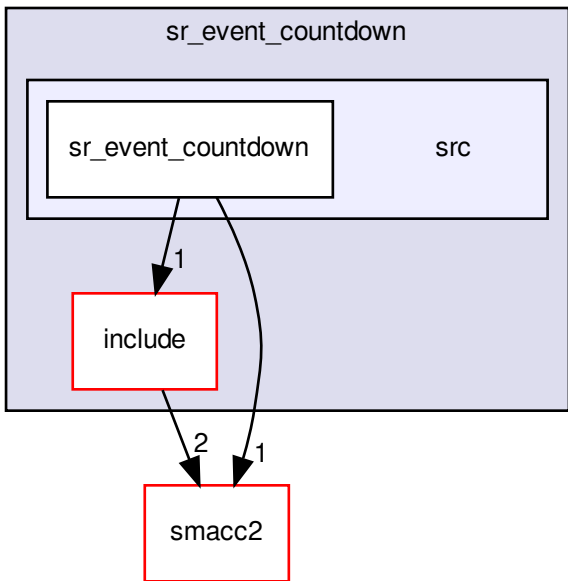 sr_event_countdown
sr_event_countdown
src
1
include
2
1
smacc2